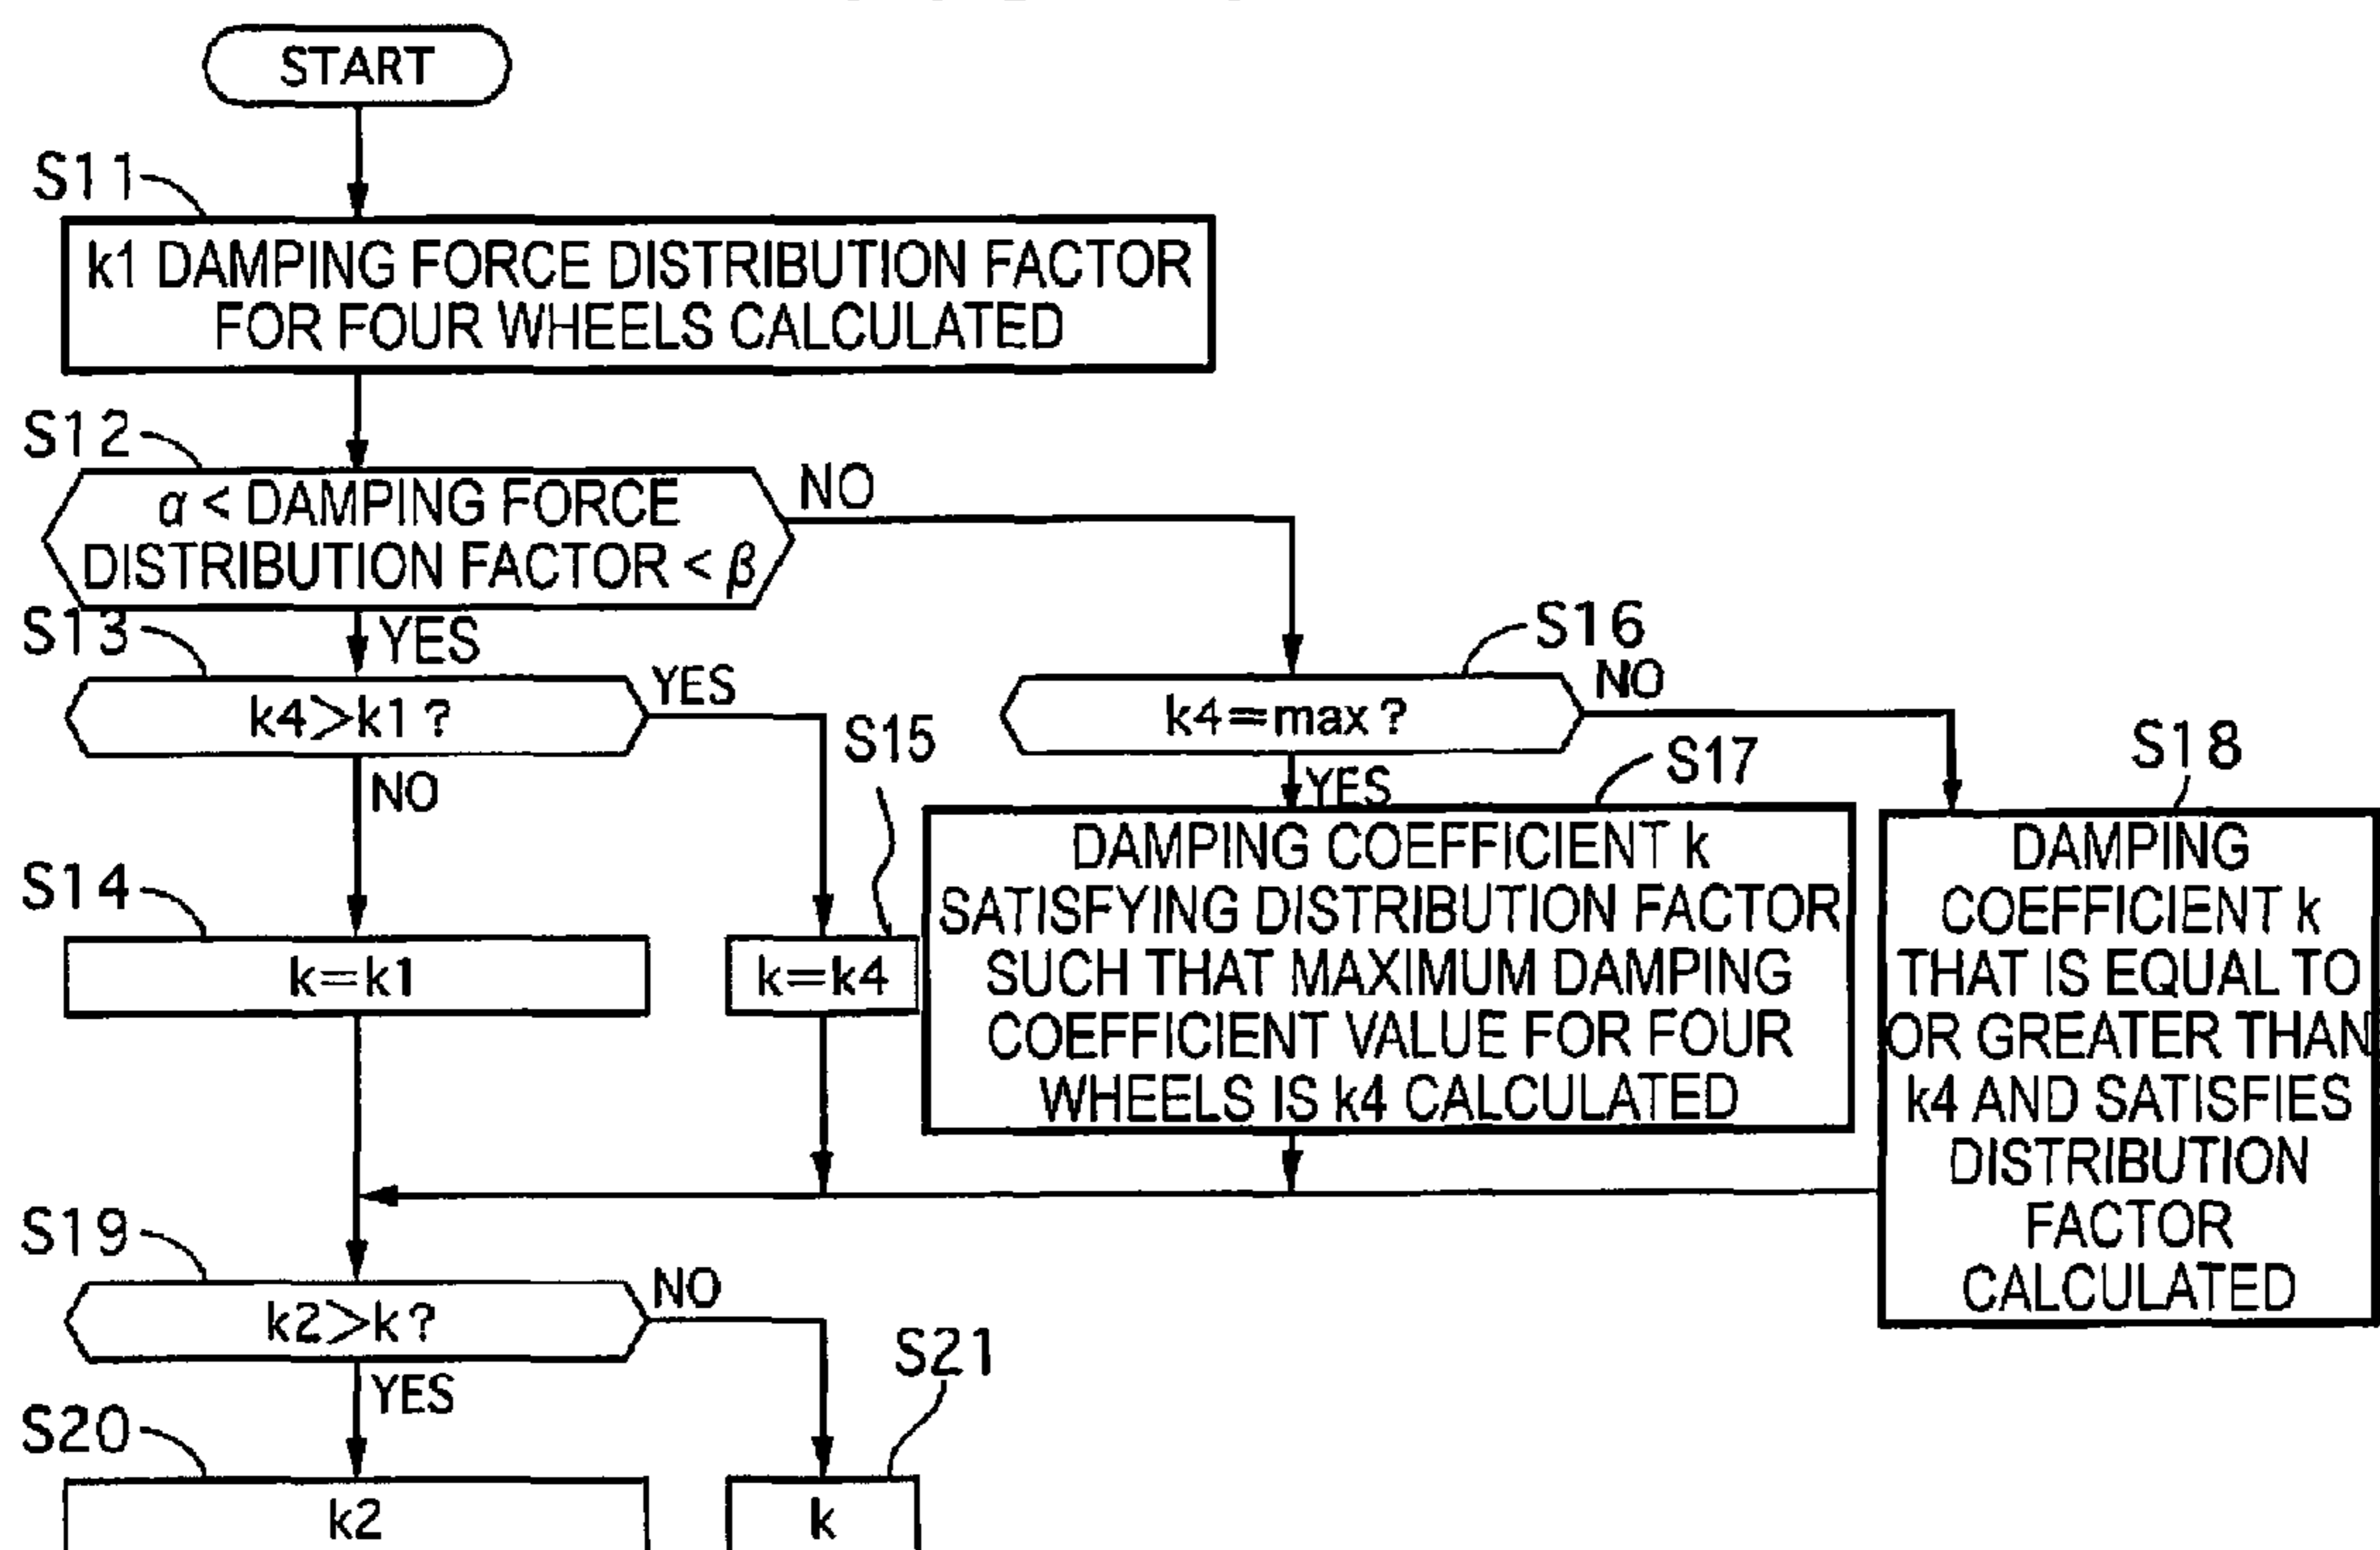 START
S11
k1 DAMPING FORCE DISTRIBUTION FACTOR
FOR FOUR WHEELS CALCULATED
S12
α < DAMPING FORCE
DISTRIBUTION FACTOR < β
NO
YES
S13
k4>k1?
YES
NO
S16
k4=max?
NO
YES
S14
k=k1
S15
k=k4
S17
DAMPING COEFFICIENT k
SATISFYING DISTRIBUTION FACTOR
SUCH THAT MAXIMUM DAMPING
COEFFICIENT VALUE FOR FOUR
WHEELS IS k4 CALCULATED
S18
DAMPING
COEFFICIENT k
THAT IS EQUAL TO
OR GREATER THAN
k4 AND SATISFIES
DISTRIBUTION
FACTOR
CALCULATED
S19
k2>k?
NO
YES
S20
k2
S21
k